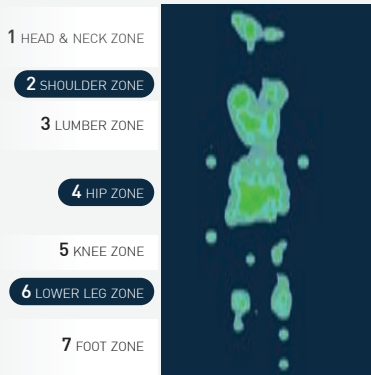 1 HEAD & NECK ZONE
2 SHOULDER ZONE
3 LUMBER ZONE
4 HIP ZONE
5 KNEE ZONE
6 LOWER LEG ZONE
7 FOOT ZONE